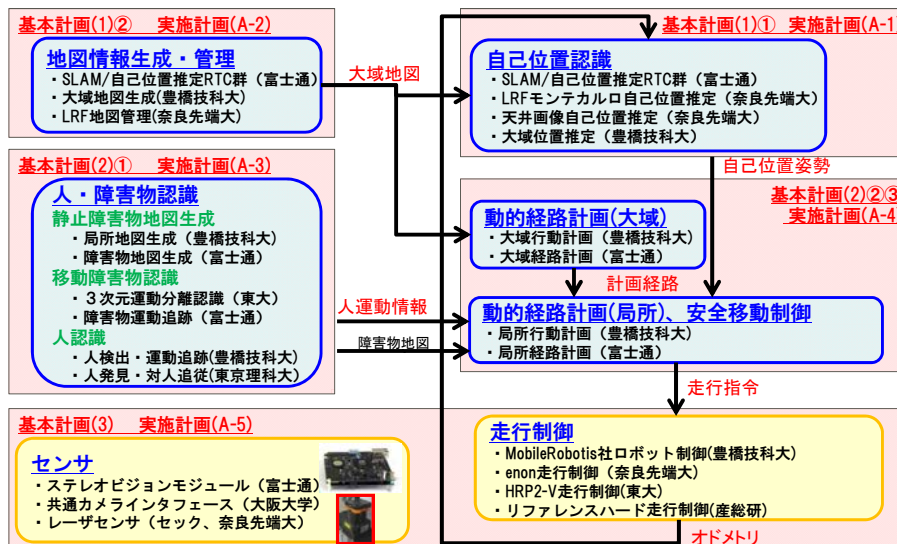 基本計画(1)② 実施計画(A-2)
地図情報生成・管理
・SLAM/自己位置推定RTC群（富士通）
・大域地図生成(豊橋技科大)
・LRF地図管理(奈良先端大)
大域地図
基本計画(1)① 実施計画(A-1)
自己位置認識
・SLAM/自己位置推定RTC群（富士通）
・LRFモンテカルロ自己位置推定（奈良先端大）
・天井画像自己位置推定（奈良先端大）
・大域位置推定（豊橋技科大）
自己位置姿勢
基本計画(2)① 実施計画(A-3)
人・障害物認識
静止障害物地図生成
・局所地図生成（豊橋技科大）
・障害物地図生成（富士通）
移動障害物認識
・３次元運動分離認識（東大）
・障害物運動追跡（富士通）
人認識
・人検出・運動追跡(豊橋技科大)
・人発見・対人追従(東京理科大)
人運動情報
障害物地図
基本計画(2)②③
実施計画(A-4)
動的経路計画(大域)
・大域行動計画（豊橋技科大）
・大域経路計画（富士通）
計画経路
動的経路計画(局所)、安全移動制御
・局所行動計画（豊橋技科大）
・局所経路計画（富士通）
走行指令
基本計画(3) 実施計画(A-5)
センサ
・ステレオビジョンモジュール（富士通）
・共通カメラインタフェース（大阪大学）
・レーザセンサ（セック、奈良先端大）
走行制御
・MobileRobotis社ロボット制御(豊橋技科大)
・enon走行制御（奈良先端大）
・HRP2-V走行制御(東大)
・リファレンスハード走行制御(産総研)
オドメトリ